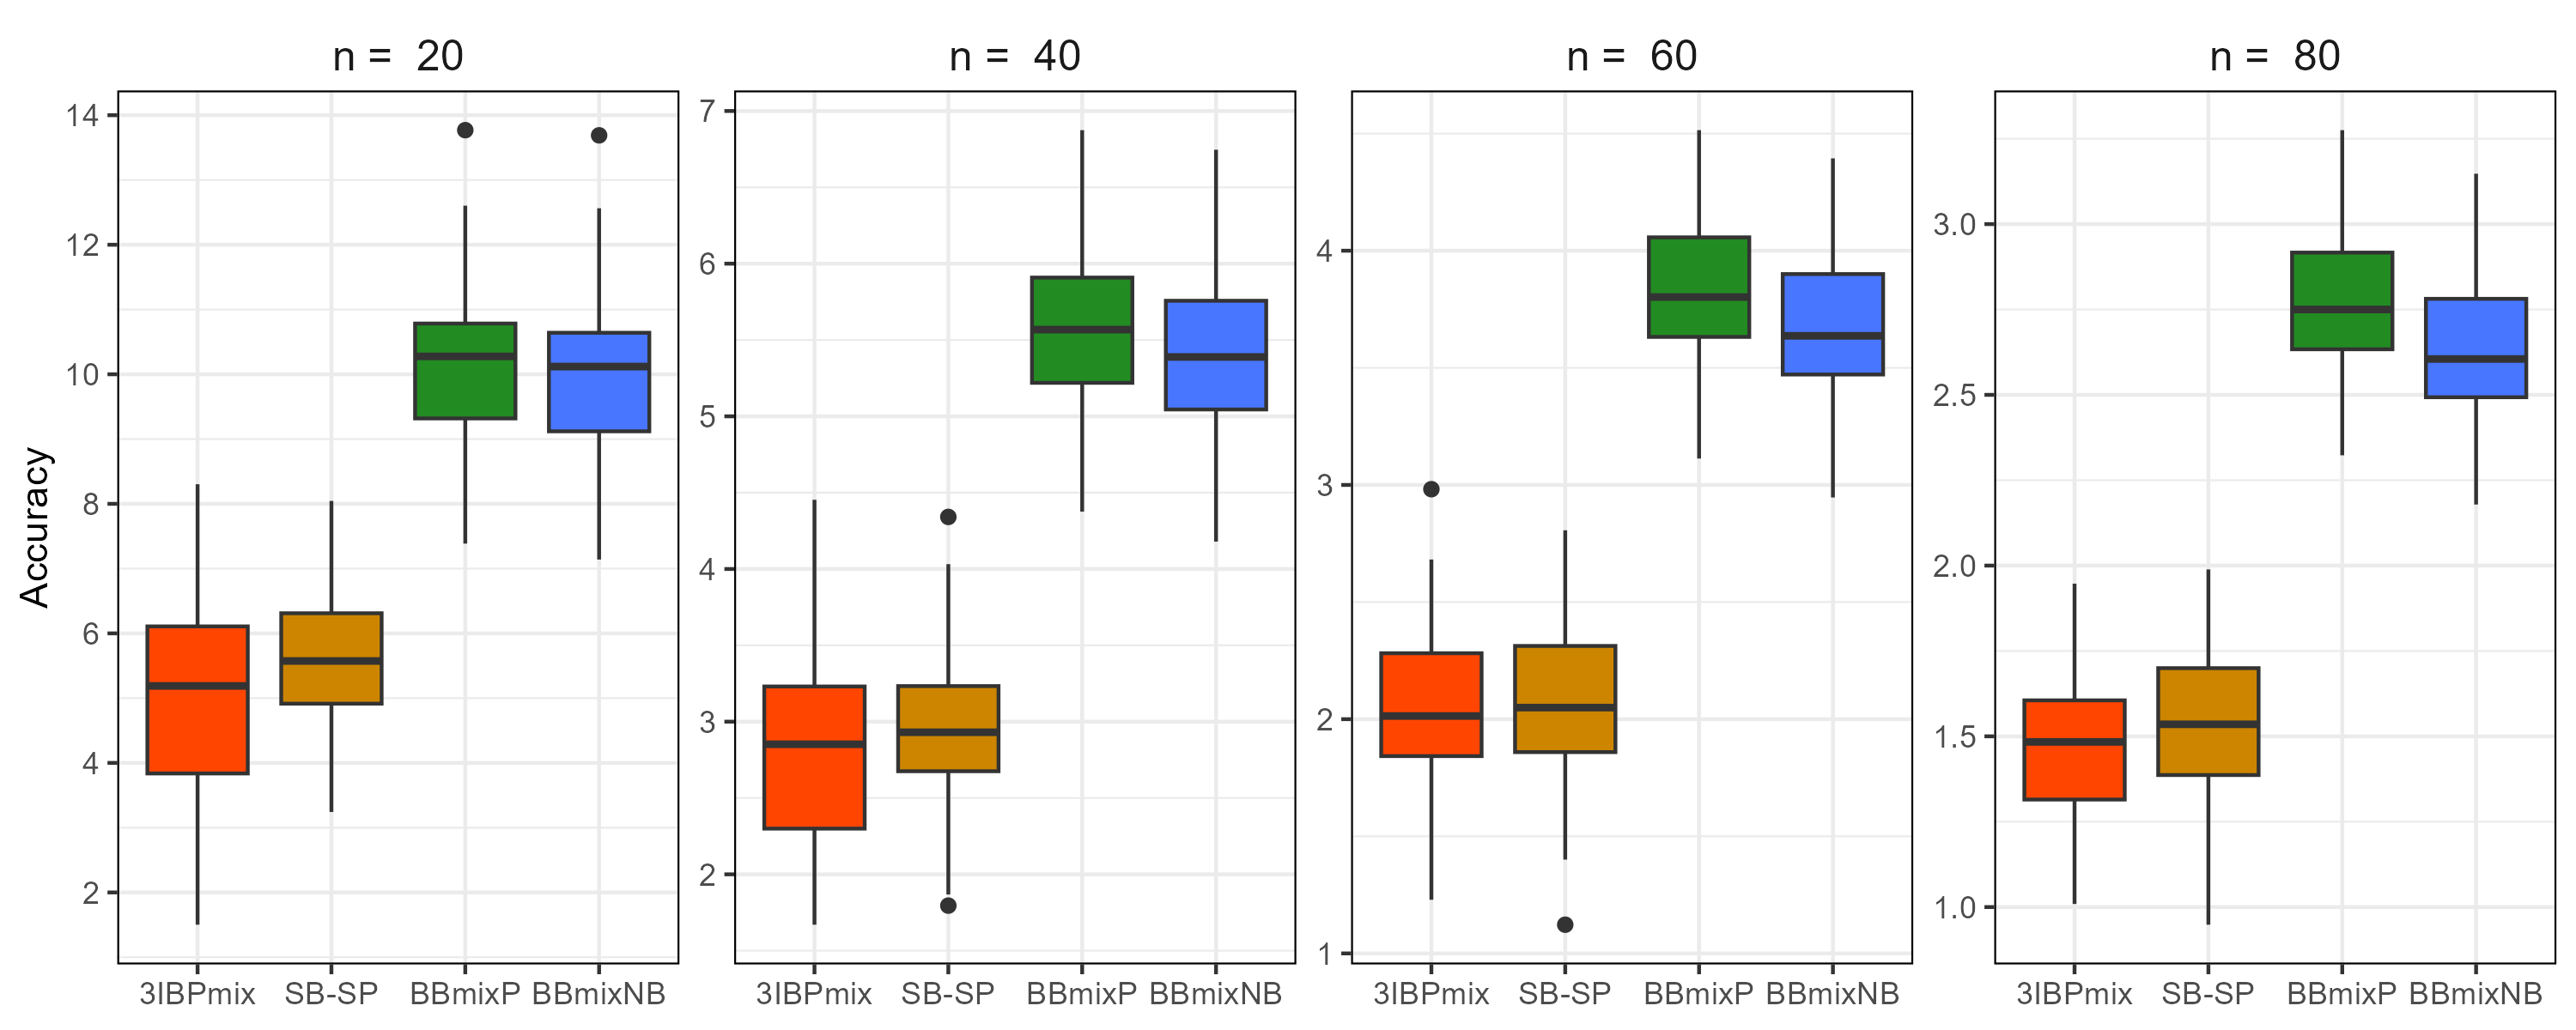 n = 20
n = 40
n = 60
n = 80
Accuracy
14
12
10
8
6
4
2
7
6
5
4
3
2
4
3
2
1
3.0
2.5
2.0
1.5
1.0
3IBPmix SB-SP BBmixP BBmixNB
3IBPmix SB-SP BBmixP BBmixNB
3IBPmix SB-SP BBmixP BBmixNB
3IBPmix SB-SP BBmixP BBmixNB